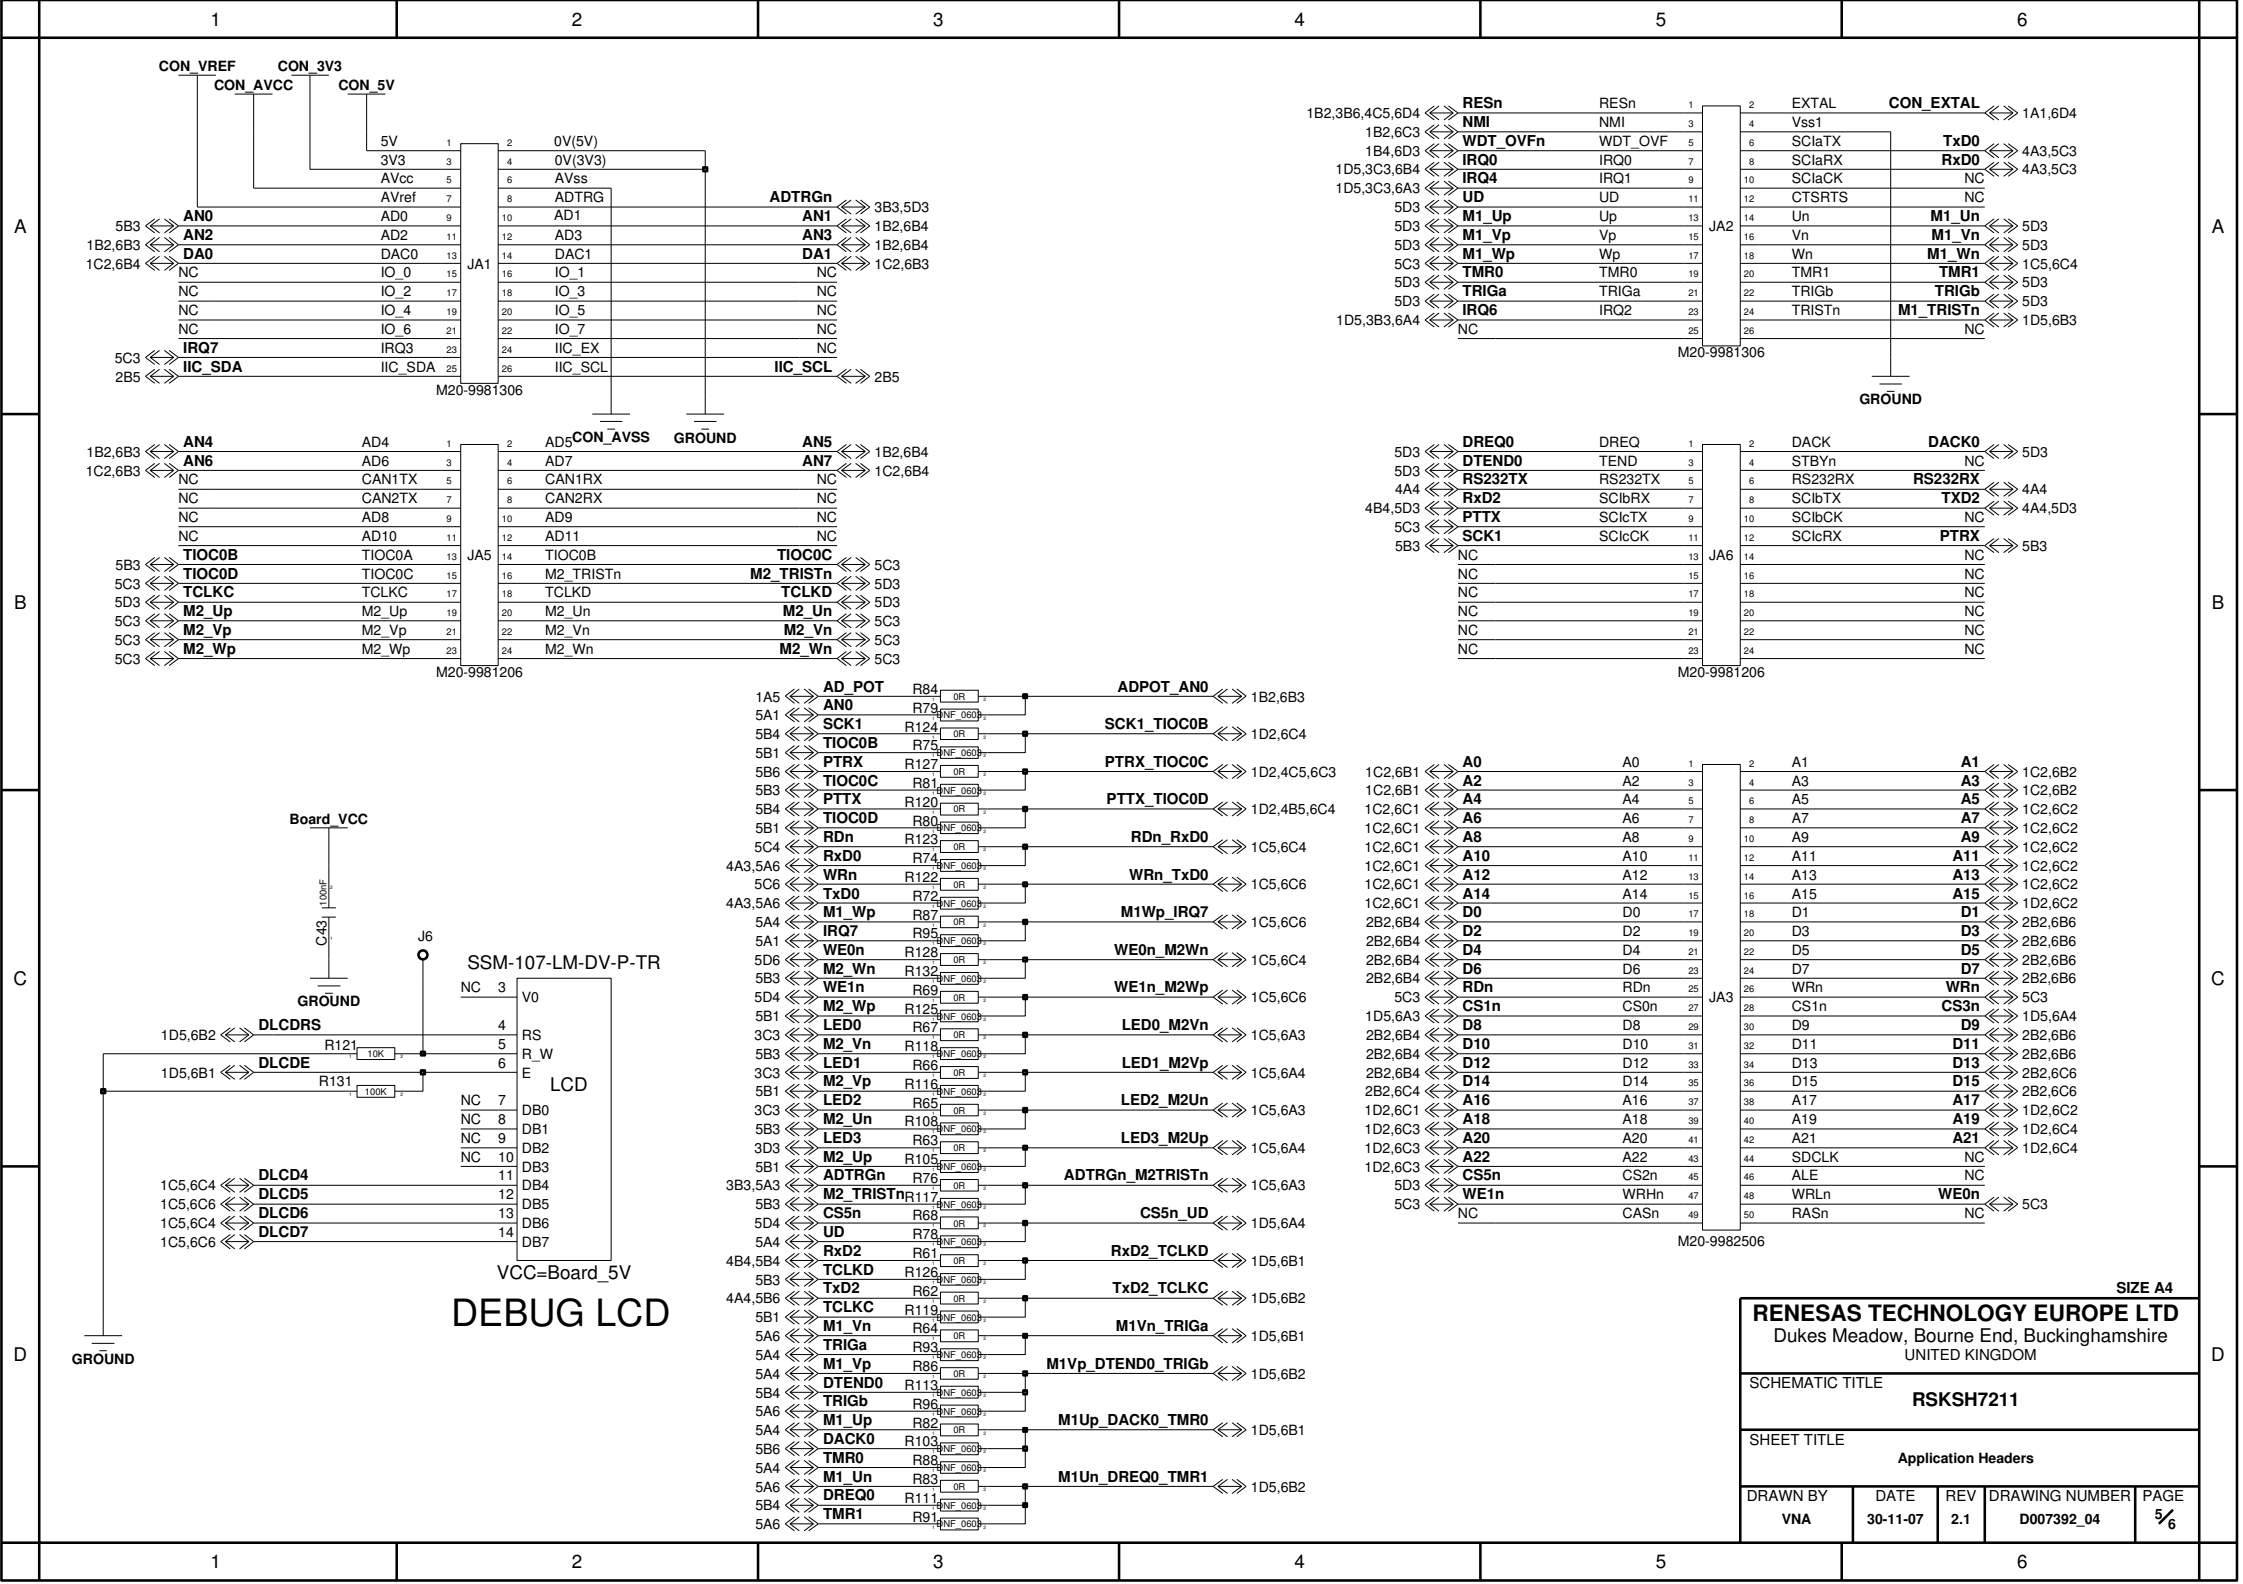 1 2 3 4 5 6
A A
B B
C C
D D
CON_VREF CON_3V3
CON_AVCC CON_5V
5V 1 2 0V(5V)
3V3 3 4 0V(3V3)
AVcc 5 6 AVss
AVref 7 8 ADTRG ADTRGn 3B3,5D3
5B3 AN0 AD0 9 10 AD1 AN1 1B2,6B4
1B2,6B3 AN2 AD2 11 12 AD3 AN3 1B2,6B4
1C2,6B4 DA0 DAC0 13 14 DAC1 DA1 1C2,6B3
JA1
NC IO_0 15 16 IO_1 NC
NC IO_2 17 18 IO_3 NC
NC IO_4 19 20 IO_5 NC
NC IO_6 21 22 IO_7 NC
5C3 IRQ7 IRQ3 23 24 IIC_EX NC
2B5 IIC_SDA IIC_SDA 25 26 IIC_SCL IIC_SCL 2B5
M20-9981306
CON_AVSS GROUND
1B2,3B6,4C5,6D4 RESn RESn 1 2 EXTAL CON_EXTAL 1A1,6D4
1B2,6C3 NMI NMI 3 4 Vss1
1B4,6D3 WDT_OVFn WDT_OVF 5 6 SCIaTX TxD0 4A3,5C3
1D5,3C3,6B4 IRQ0 IRQ0 7 8 SCIaRX RxD0 4A3,5C3
1D5,3C3,6A3 IRQ4 IRQ1 9 10 SCIaCK NC
5D3 UD UD 11 12 CTSRTS NC
5D3 M1_Up Up 13 14 Un M1_Un 5D3
JA2
5D3 M1_Vp Vp 15 16 Vn M1_Vn 5D3
5C3 M1_Wp Wp 17 18 Wn M1_Wn 1C5,6C4
5D3 TMR0 TMR0 19 20 TMR1 TMR1 5D3
5D3 TRIGa TRIGa 21 22 TRIGb TRIGb 5D3
1D5,3B3,6A4 IRQ6 IRQ2 23 24 TRISTn M1_TRISTn 1D5,6B3
NC 25 26 NC
M20-9981306
GROUND
1B2,6B3 AN4 AD4 1 2 AD5 AN5 1B2,6B4
1C2,6B3 AN6 AD6 3 4 AD7 AN7 1C2,6B4
NC CAN1TX 5 6 CAN1RX NC
NC CAN2TX 7 8 CAN2RX NC
NC AD8 9 10 AD9 NC
NC AD10 11 12 AD11 NC
5B3 TIOC0B TIOC0A 13 JA5 14 TIOC0B TIOC0C 5C3
5C3 TIOC0D TIOC0C 15 16 M2_TRISTn M2_TRISTn 5D3
5D3 TCLKC TCLKC 17 18 TCLKD TCLKD 5D3
5C3 M2_Up M2_Up 19 20 M2_Un M2_Un 5C3
5C3 M2_Vp M2_Vp 21 22 M2_Vn M2_Vn 5C3
5C3 M2_Wp M2_Wp 23 24 M2_Wn M2_Wn 5C3
M20-9981206
5D3 DREQ0 DREQ 1 2 DACK DACK0 5D3
5D3 DTEND0 TEND 3 4 STBYn NC
4A4 RS232TX RS232TX 5 6 RS232RX RS232RX 4A4
4B4,5D3 RxD2 SCIbRX 7 8 SCIbTX TXD2 4A4,5D3
5C3 PTTX SCIcTX 9 10 SCIbCK NC
5B3 SCK1 SCIcCK 11 12 SCIcRX PTRX 5B3
NC 13 JA6 14 NC
NC 15 16 NC
NC 17 18 NC
NC 19 20 NC
NC 21 22 NC
NC 23 24 NC
M20-9981206
1A5 AD_POT R84 0R ADPOT_AN0 1B2,6B3
5A1 AN0 R79 DNF_0603
5B4 SCK1 R124 0R SCK1_TIOC0B 1D2,6C4
5B1 TIOC0B R75 DNF_0603
5B6 PTRX R127 0R PTRX_TIOC0C 1D2,4C5,6C3
5B3 TIOC0C R81 DNF_0603
5B4 PTTX R120 0R PTTX_TIOC0D 1D2,4B5,6C4
5B1 TIOC0D R80 DNF_0603
5C4 RDn R123 0R RDn_RxD0 1C5,6C4
4A3,5A6 RxD0 R74 DNF_0603
5C6 WRn R122 0R WRn_TxD0 1C5,6C6
4A3,5A6 TxD0 R72 DNF_0603
5A4 M1_Wp R87 0R M1Wp_IRQ7 1C5,6C6
5A1 IRQ7 R95 DNF_0603
5D6 WE0n R128 0R WE0n_M2Wn 1C5,6C4
5B3 M2_Wn R132 DNF_0603
5D4 WE1n R69 0R WE1n_M2Wp 1C5,6C6
5B1 M2_Wp R125 DNF_0603
3C3 LED0 R67 0R LED0_M2Vn 1C5,6A3
5B3 M2_Vn R118 DNF_0603
3C3 LED1 R66 0R LED1_M2Vp 1C5,6A4
5B1 M2_Vp R116 DNF_0603
3C3 LED2 R65 0R LED2_M2Un 1C5,6A3
5B3 M2_Un R108 DNF_0603
3D3 LED3 R63 0R LED3_M2Up 1C5,6A4
5B1 M2_Up R105 DNF_0603
3B3,5A3 ADTRGn R76 0R ADTRGn_M2TRISTn 1C5,6A3
5B3 M2_TRISTn R117 DNF_0603
5D4 CS5n R68 0R CS5n_UD 1D5,6A4
5A4 UD R78 DNF_0603
4B4,5B4 RxD2 R61 0R RxD2_TCLKD 1D5,6B1
5B3 TCLKD R126 DNF_0603
4A4,5B6 TxD2 R62 0R TxD2_TCLKC 1D5,6B2
5B1 TCLKC R119 DNF_0603
5A6 M1_Vn R64 0R M1Vn_TRIGa 1D5,6B1
5A4 TRIGa R93 DNF_0603
5A4 M1_Vp R86 0R M1Vp_DTEND0_TRIGb 1D5,6B2
5B4 DTEND0 R113 DNF_0603
5A6 TRIGb R96 DNF_0603
5A4 M1_Up R82 0R M1Up_DACK0_TMR0 1D5,6B1
5B6 DACK0 R103 DNF_0603
5A4 TMR0 R88 DNF_0603
5A6 M1_Un R83 0R M1Un_DREQ0_TMR1 1D5,6B2
5B4 DREQ0 R111 DNF_0603
5A6 TMR1 R91 DNF_0603
1C2,6B1 A0 A0 1 2 A1 A1 1C2,6B2
1C2,6B1 A2 A2 3 4 A3 A3 1C2,6B2
1C2,6C1 A4 A4 5 6 A5 A5 1C2,6C2
1C2,6C1 A6 A6 7 8 A7 A7 1C2,6C2
1C2,6C1 A8 A8 9 10 A9 A9 1C2,6C2
1C2,6C1 A10 A10 11 12 A11 A11 1C2,6C2
1C2,6C1 A12 A12 13 14 A13 A13 1C2,6C2
1C2,6C1 A14 A14 15 16 A15 A15 1D2,6C2
2B2,6B4 D0 D0 17 18 D1 D1 2B2,6B6
2B2,6B4 D2 D2 19 20 D3 D3 2B2,6B6
2B2,6B4 D4 D4 21 22 D5 D5 2B2,6B6
2B2,6B4 D6 D6 23 24 D7 D7 2B2,6B6
5C3 RDn RDn 25 JA3 26 WRn WRn 5C3
1D5,6A3 CS1n CS0n 27 28 CS1n CS3n 1D5,6A4
2B2,6B4 D8 D8 29 30 D9 D9 2B2,6B6
2B2,6B4 D10 D10 31 32 D11 D11 2B2,6B6
2B2,6B4 D12 D12 33 34 D13 D13 2B2,6C6
2B2,6C4 D14 D14 35 36 D15 D15 2B2,6C6
1D2,6C1 A16 A16 37 38 A17 A17 1D2,6C2
1D2,6C3 A18 A18 39 40 A19 A19 1D2,6C4
1D2,6C3 A20 A20 41 42 A21 A21 1D2,6C4
1D2,6C3 A22 A22 43 44 SDCLK NC
5D3 CS5n CS2n 45 46 ALE NC
5C3 WE1n WRHn 47 48 WRLn WE0n 5C3
NC CASn 49 50 RASn NC
M20-9982506
Board_VCC
100nF
C43
GROUND
J6
SSM-107-LM-DV-P-TR
NC 3 V0
1D5,6B2 DLCDRS 4 RS
R121 10K 5 R_W
1D5,6B1 DLCDE 6 E
R131 100K
LCD
NC 7 DB0
NC 8 DB1
NC 9 DB2
NC 10 DB3
1C5,6C4 DLCD4 11 DB4
1C5,6C6 DLCD5 12 DB5
1C5,6C4 DLCD6 13 DB6
1C5,6C6 DLCD7 14 DB7
VCC=Board_5V
DEBUG LCD
GROUND
SIZE A4
RENESAS TECHNOLOGY EUROPE LTD
Dukes Meadow, Bourne End, Buckinghamshire
UNITED KINGDOM
SCHEMATIC TITLE
RSKSH7211
SHEET TITLE
Application Headers
DRAWN BY DATE REV DRAWING NUMBER PAGE
VNA 30-11-07 2.1 D007392_04 5/6
1 2 3 4 5 6